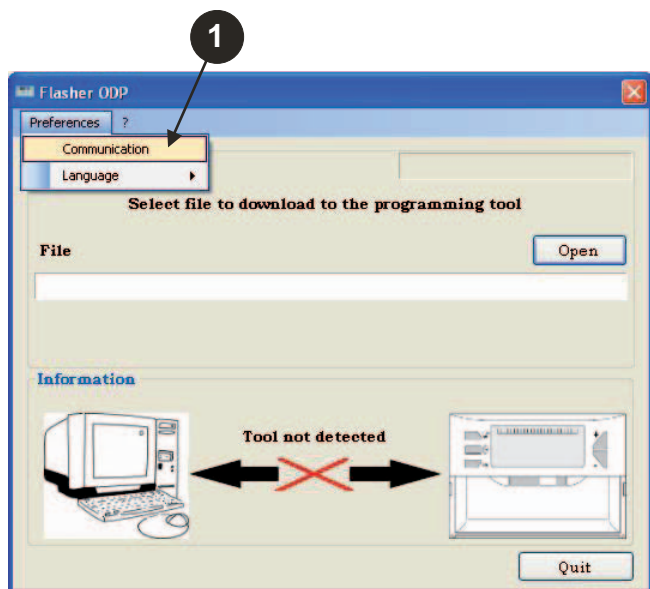 1
Flasher ODP
Preferences ?
Communication
Language
Select file to download to the programming tool
File Open
Information
Tool not detected
Quit